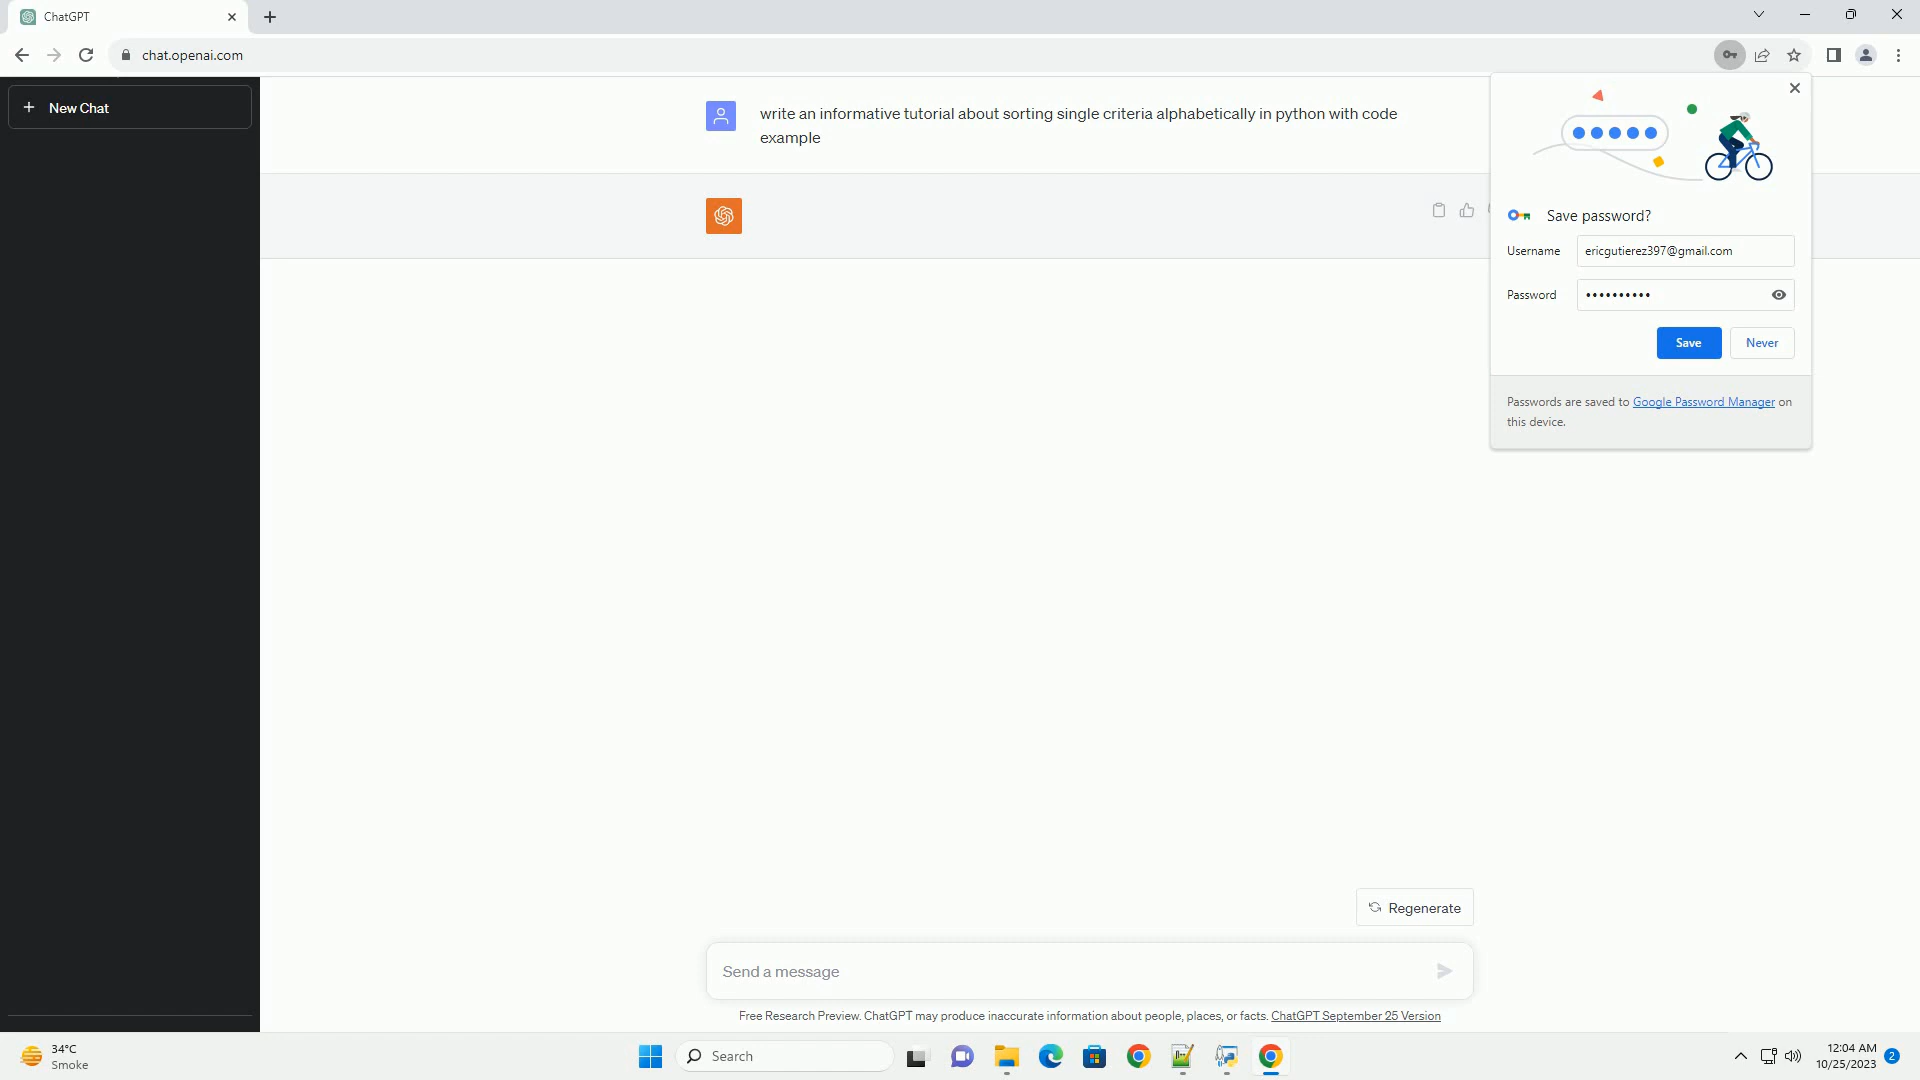 ChatGPT
chat.openai.com
New Chat
write an informative tutorial about sorting single criteria alphabetically in python with code
example
Save password?
Username ericgutierez397@gmail.com
Password ••••••••••
Save Never
Passwords are saved to Google Password Manager on
this device.
Regenerate
Send a message
Free Research Preview. ChatGPT may produce inaccurate information about people, places, or facts. ChatGPT September 25 Version
34°C
Smoke
Search
12:04 AM
10/25/2023
2